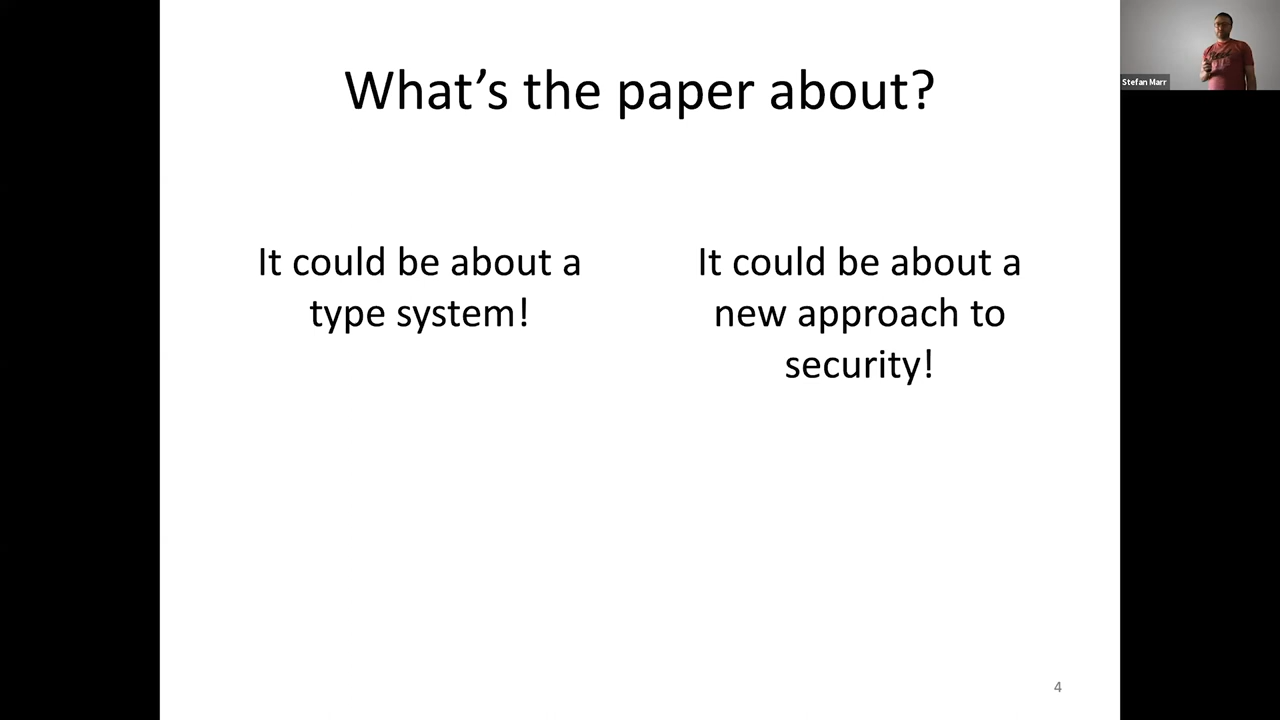 What's the paper about?
Stefan Marr
It could be about a
type system!
It could be about a
new approach to
security!
4